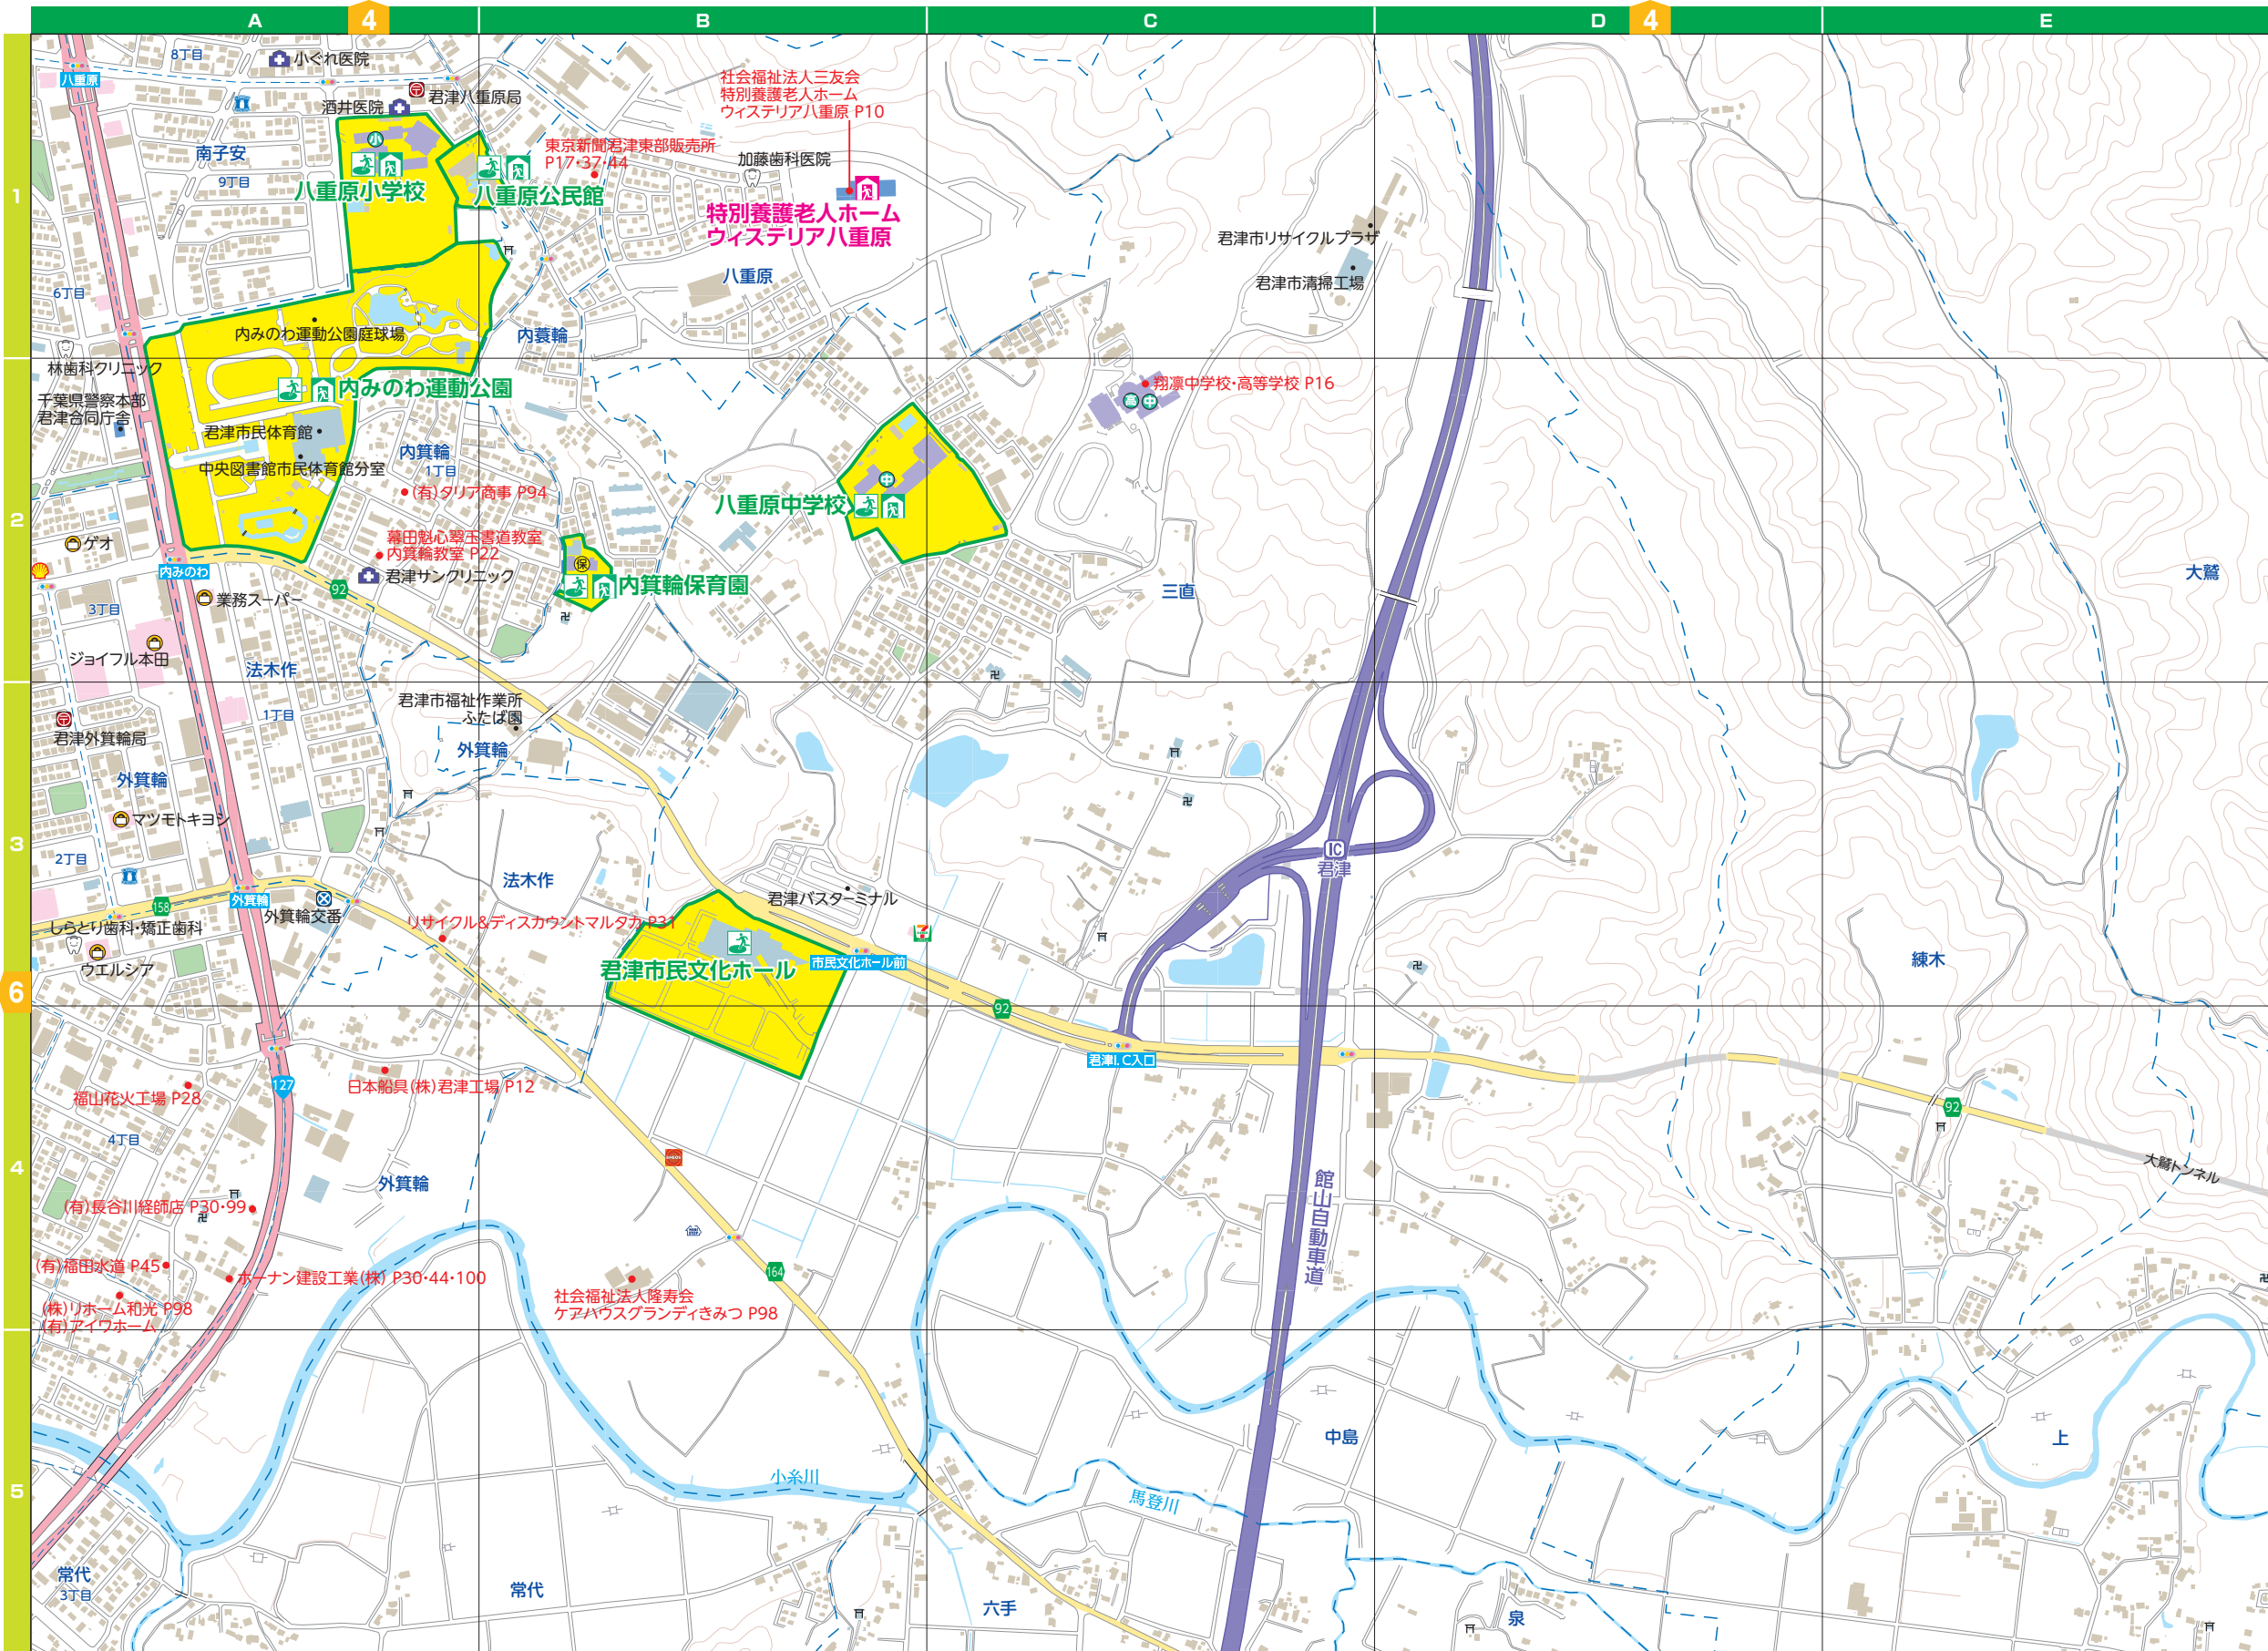 A
4
B
C
D
4
E
1
2
3
6
4
5
八重原
8丁目
小ぐれ医院
酒井医院
君津八重原局
南子安
9丁目
小
八重原小学校
八重原公民館
東京新聞君津東部販売所
P17・37・44
社会福祉法人三友会
特別養護老人ホーム
ウィステリア八重原 P10
加藤歯科医院
特別養護老人ホーム
ウィステリア八重原
八重原
君津市リサイクルプラザ
君津市清掃工場
6丁目
内みのわ運動公園庭球場
内蓑輪
林歯科クリニック
千葉県警察本部
君津合同庁舎
内みのわ運動公園
君津市民体育館
中央図書館市民体育館分室
内箕輪
1丁目
(有)タリア商事 P94
幕田魁心翠玉書道教室
内箕輪教室 P22
君津サンクリニック
翔凛中学校・高等学校 P16
高
中
中
八重原中学校
保
内箕輪保育園
三直
大鷲
ゲオ
内みのわ
92
業務スーパー
3丁目
ジョイフル本田
法木作
1丁目
君津市福祉作業所
ふたば園
外箕輪
君津外箕輪局
外箕輪
マツモトキヨシ
2丁目
158
外箕輪
外箕輪交番
しらとり歯科・矯正歯科
ウエルシア
法木作
リサイクル&ディスカウントマルタカ P31
君津バスターミナル
君津市民文化ホール
市民文化ホール前
7
IC
君津
練木
92
君津I.C入口
92
大鷲トンネル
127
福山花火工場 P28
日本船具(株)君津工場 P12
4丁目
外箕輪
ENEOS
(有)長谷川経師店 P30・99
(有)福田水道 P45
ホーナン建設工業(株) P30・44・100
(株)リホーム和光 P98
(有)アイワホーム
社会福祉法人隆寿会
ケアハウスグランディきみつ P98
164
館山自動車道
中島
上
小糸川
馬登川
常代
3丁目
常代
六手
泉